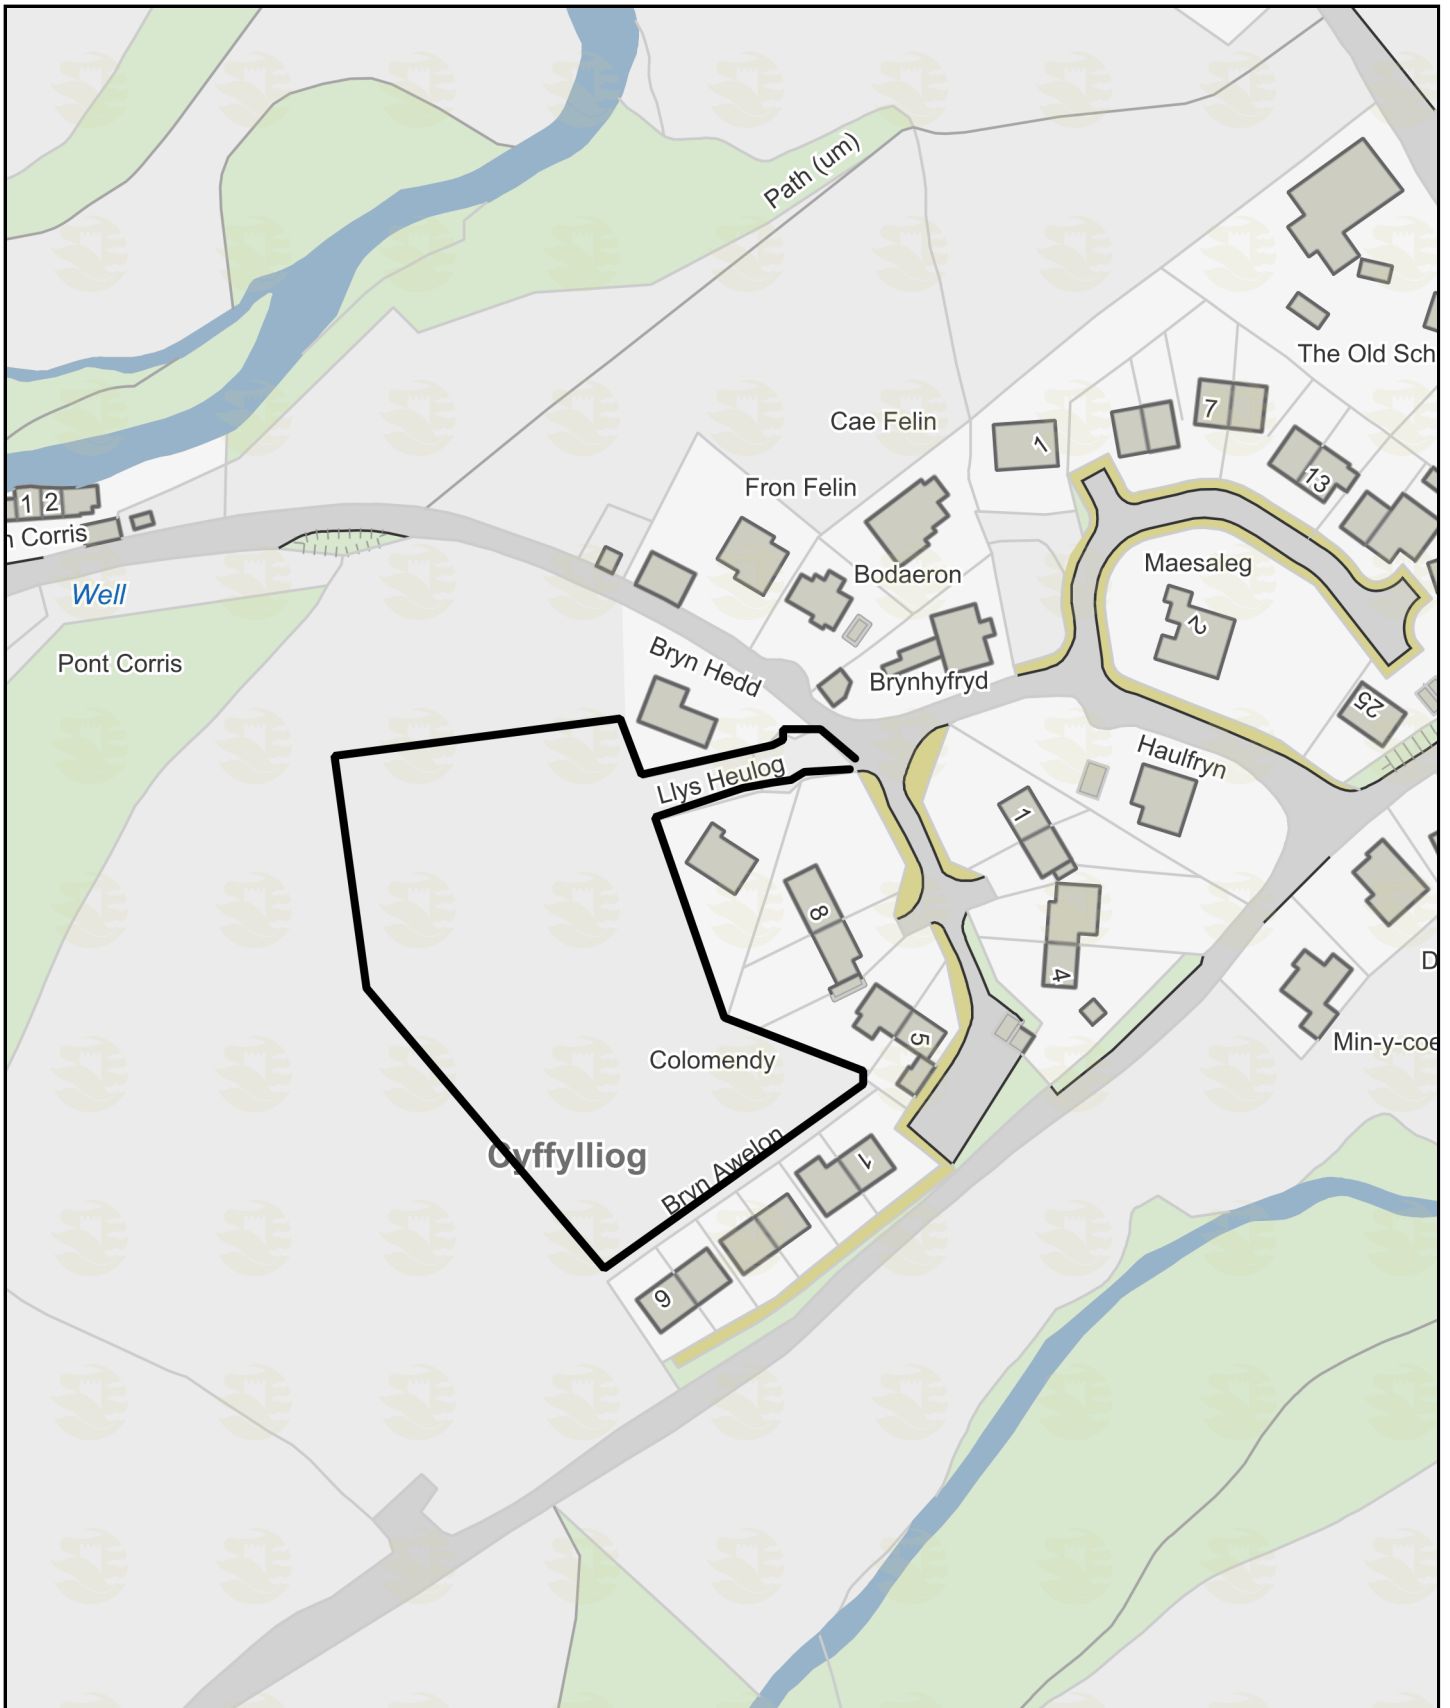 Path (um)
The Old Sch
Cae Felin
1
7
13
Fron Felin
1 2
n Corris
Well
Pont Corris
Bodaeron
Maesaleg
2
Bryn Hedd
Brynhyfryd
25
Haulfryn
Llys Heulog
1
8
4
D
5
Min-y-coe
Colomendy
Cyffylliog
Bryn Awelon
1
9